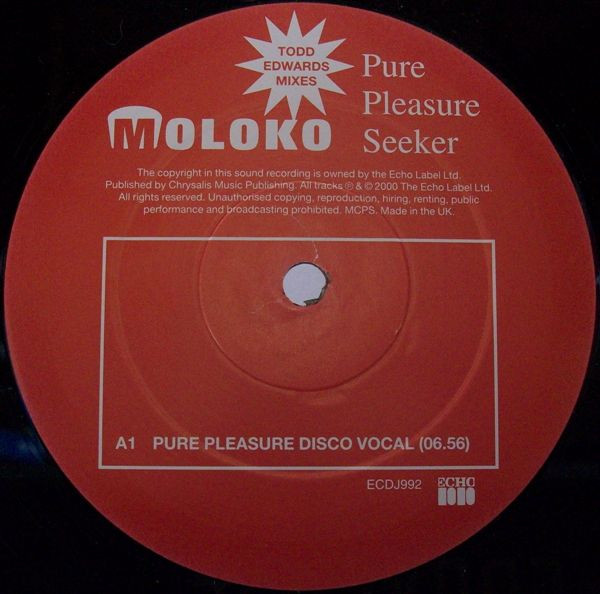 TODD
EDWARDS
MIXES
MOLOKO
Pure
Pleasure
Seeker
The copyright in this sound recording is owned by the Echo Label Ltd.
Published by Chrysalis Music Publishing. All tracks ℗ & © 2000 The Echo Label Ltd.
All rights reserved. Unauthorised copying, reproduction, hiring, renting, public
performance and broadcasting prohibited. MCPS. Made in the UK.
A1 PURE PLEASURE DISCO VOCAL (06.56)
ECDJ992
ECHO